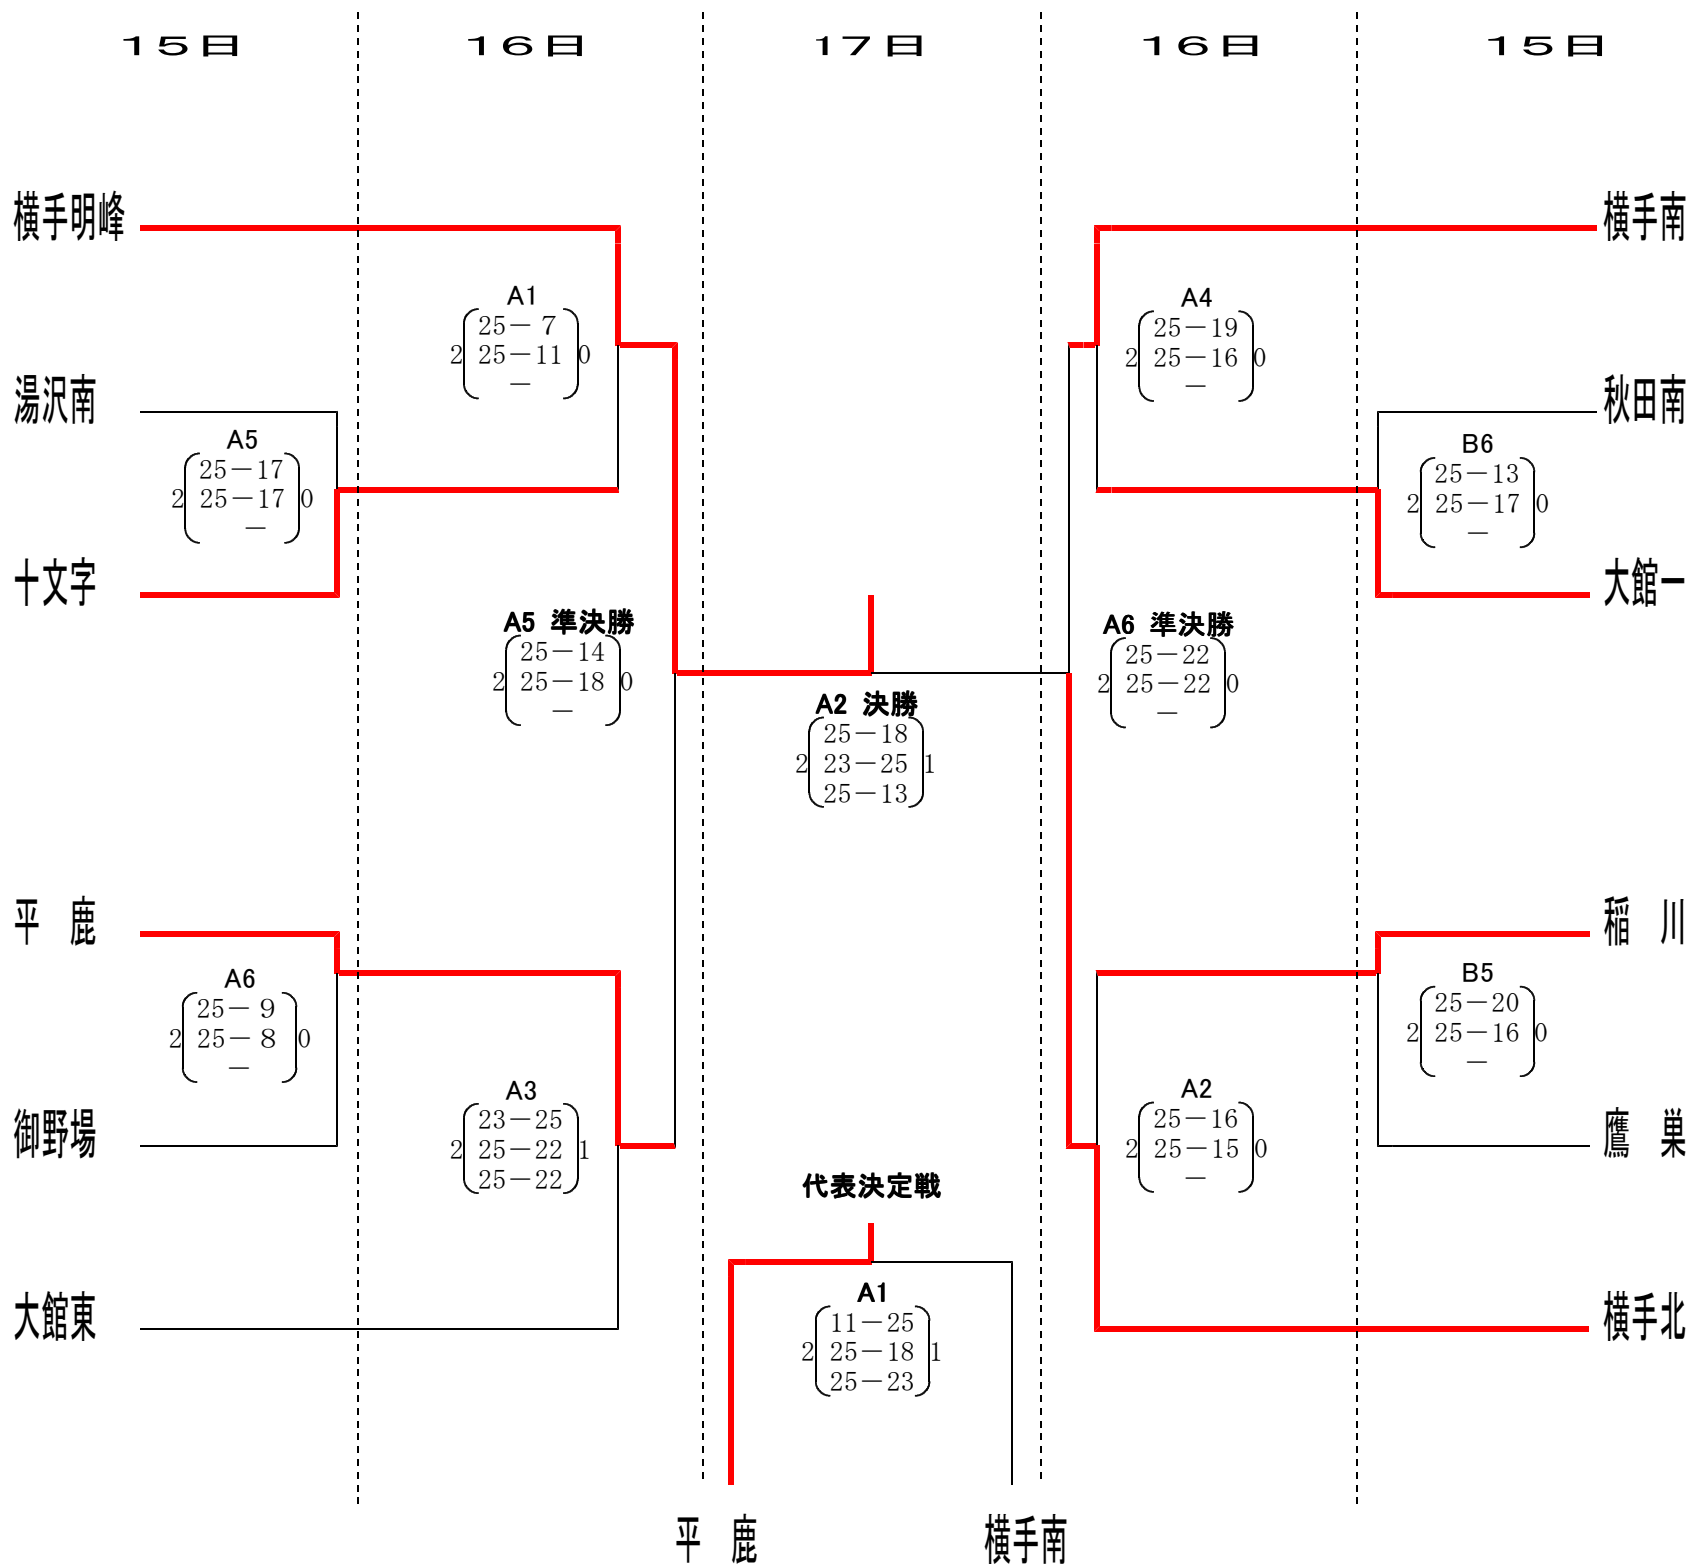 15日 16日 17日 16日 15日
横手明峰
横手南
A1
25－7
2 25－11 0
－
A4
25－19
2 25－16 0
－
湯沢南
秋田南
A5
25－17
2 25－17 0
－
B6
25－13
2 25－17 0
－
十文字
大館一
A5 準決勝
25－14
2 25－18 0
－
A6 準決勝
25－22
2 25－22 0
－
A2 決勝
25－18
2 23－25 1
25－13
平　鹿
稲　川
A6
25－9
2 25－8 0
－
B5
25－20
2 25－16 0
－
A3
23－25
2 25－22 1
25－22
A2
25－16
2 25－15 0
－
御野場
鷹　巣
代表決定戦
A1
11－25
2 25－18 1
25－23
大館東
横手北
平　鹿
横手南